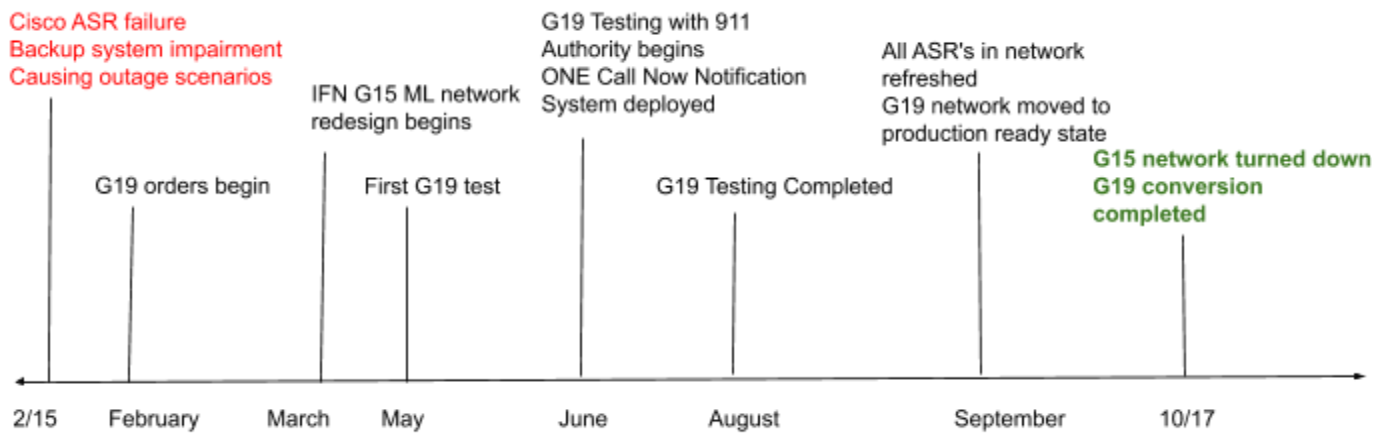 Cisco ASR failure
Backup system impairment
Causing outage scenarios
G19 orders begin
IFN G15 ML network
redesign begins
First G19 test
G19 Testing with 911
Authority begins
ONE Call Now Notification
System deployed
G19 Testing Completed
All ASR's in network
refreshed
G19 network moved to
production ready state
G15 network turned down
G19 conversion
completed
2/15
February
March
May
June
August
September
10/17